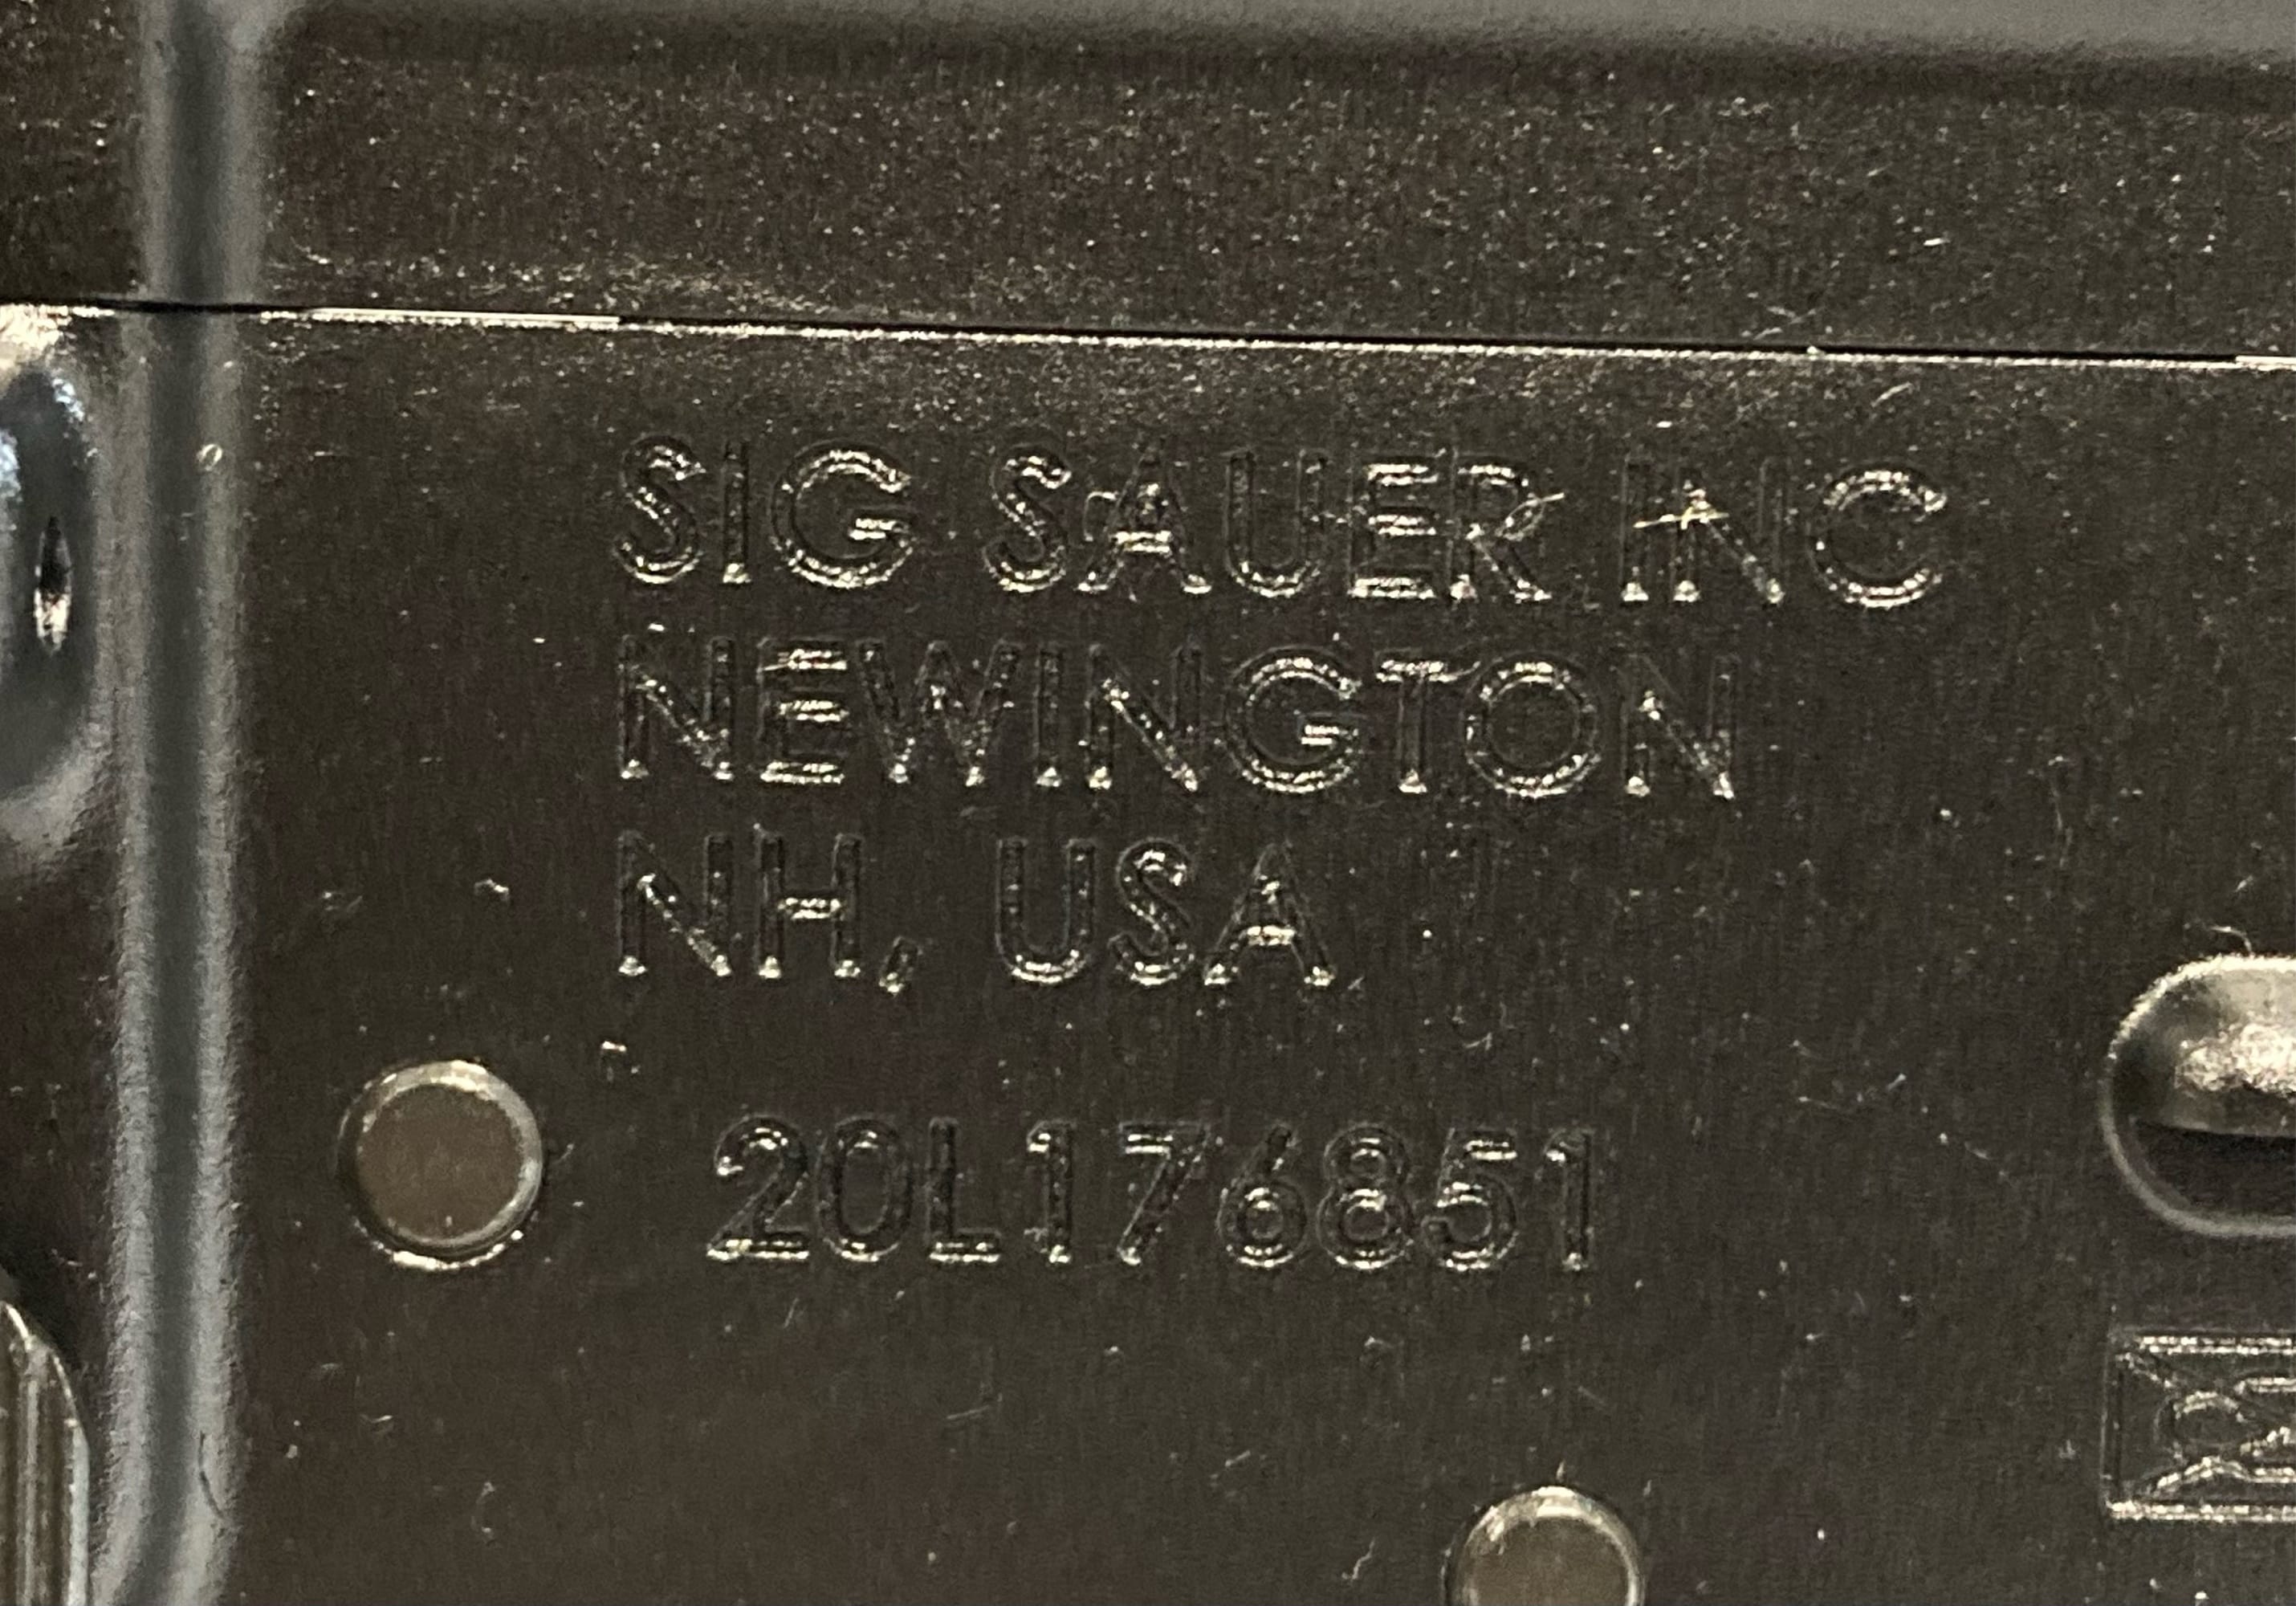 SIG SAUER INC
NEWINGTON
NH, USA
20L176851